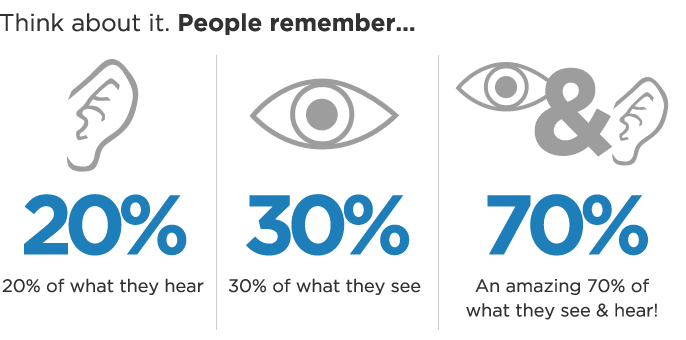 Think about it. People remember...
&
20% 30% 70%
20% of what they hear
30% of what they see
An amazing 70% of
what they see & hear!